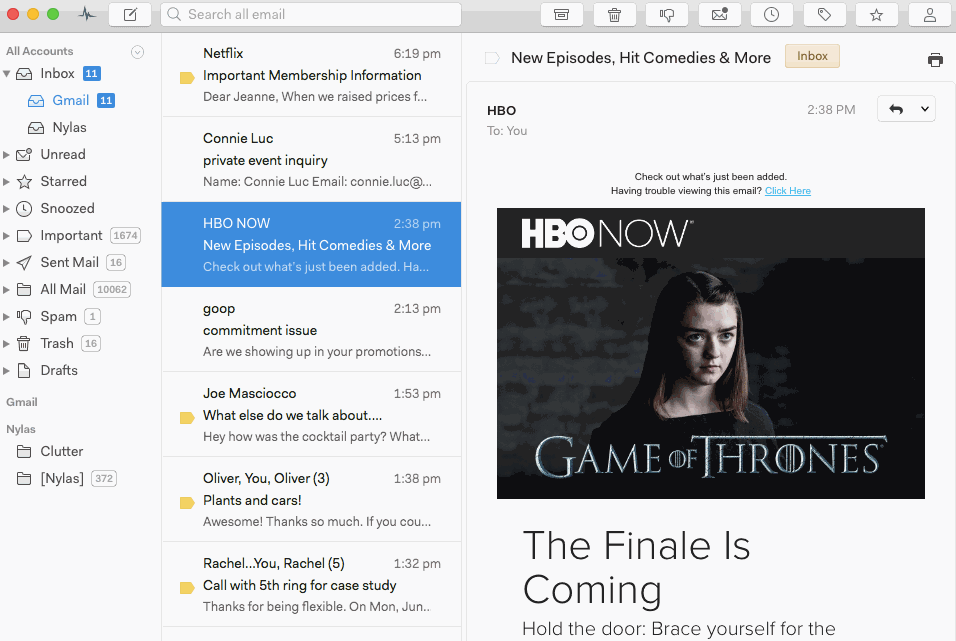 Search all email
All Accounts
Inbox 11
Gmail 11
Nylas
Unread
Starred
Snoozed
Important 1674
Sent Mail 16
All Mail 10062
Spam 1
Trash 16
Drafts
Gmail
Nylas
Clutter
[Nylas] 372
Netflix 6:19 pm
Important Membership Information
Dear Jeanne, When we raised prices f...
Connie Luc 5:13 pm
private event inquiry
Name: Connie Luc Email: connie.luc@...
HBO NOW 2:38 pm
New Episodes, Hit Comedies & More
Check out what's just been added. Ha...
goop 2:13 pm
commitment issue
Are we showing up in your promotions...
Joe Masciocco 1:53 pm
What else do we talk about....
Hey how was the cocktail party? What...
Oliver, You, Oliver (3) 1:38 pm
Plants and cars!
Awesome! Thanks so much. If you cou...
Rachel...You, Rachel (5) 1:32 pm
Call with 5th ring for case study
Thanks for being flexible. On Mon, Jun...
New Episodes, Hit Comedies & More Inbox
HBO 2:38 PM
To: You
Check out what's just been added.
Having trouble viewing this email? Click Here
HBO NOW℠
GAME OF THRONES®
The Finale Is
Coming
Hold the door: Brace yourself for the